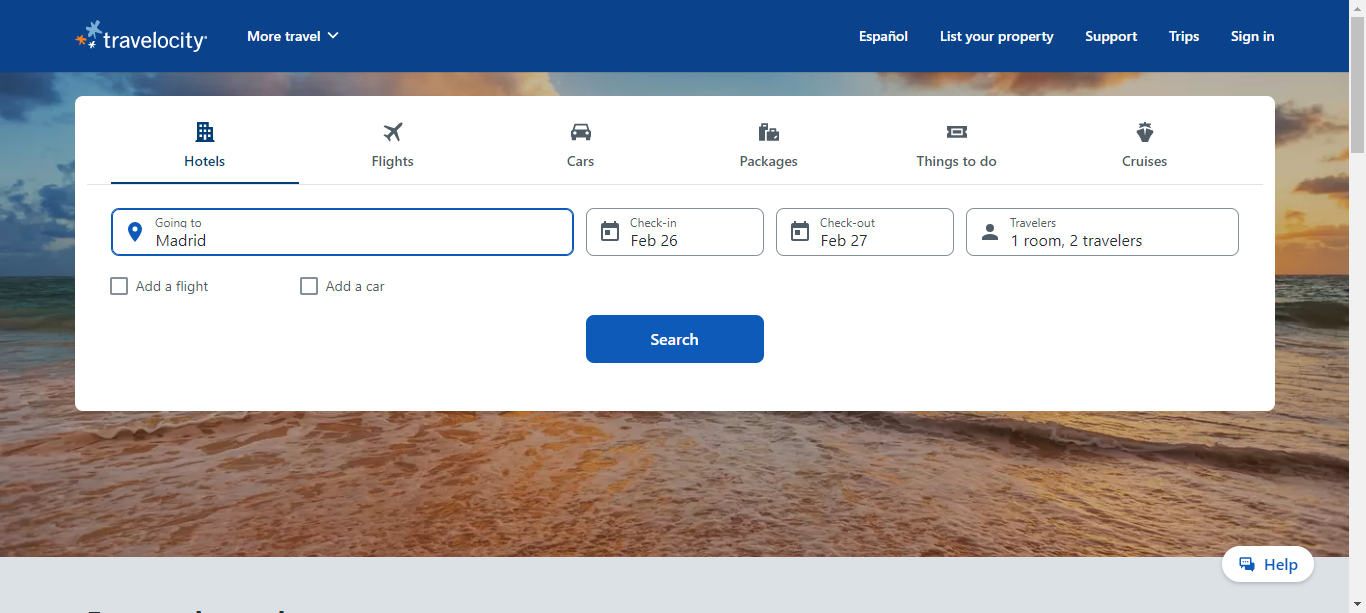 travelocity
More travel
Español
List your property
Support
Trips
Sign in
Hotels
Flights
Cars
Packages
Things to do
Cruises
Going to
Madrid
Check-in
Feb 26
Check-out
Feb 27
Travelers
1 room, 2 travelers
Add a flight
Add a car
Search
Help